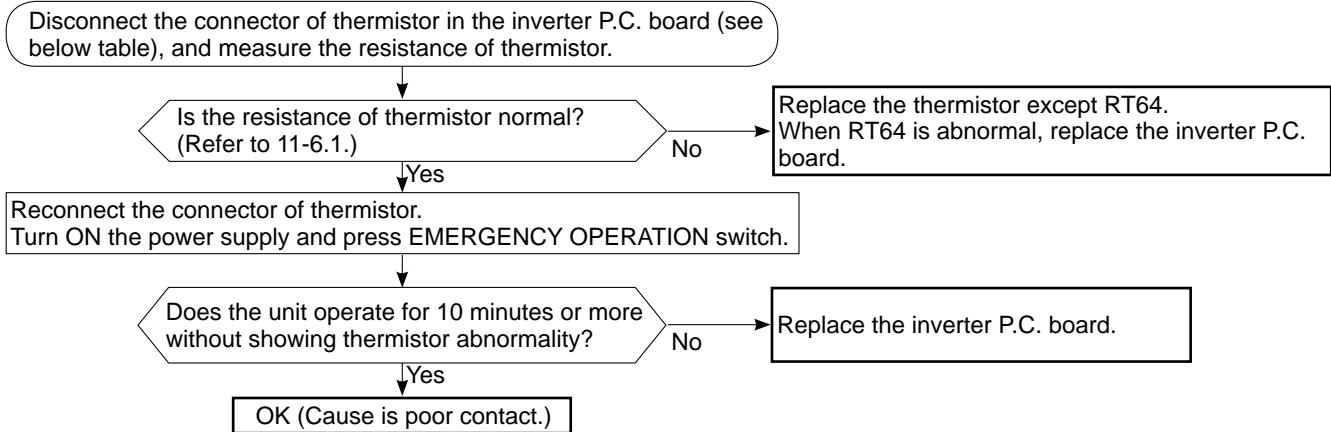 Disconnect the connector of thermistor in the inverter P.C. board (see
below table), and measure the resistance of thermistor.
Is the resistance of thermistor normal?
(Refer to 11-6.1.)
No
Replace the thermistor except RT64.
When RT64 is abnormal, replace the inverter P.C.
board.
Yes
Reconnect the connector of thermistor.
Turn ON the power supply and press EMERGENCY OPERATION switch.
Does the unit operate for 10 minutes or more
without showing thermistor abnormality?
No
Replace the inverter P.C. board.
Yes
OK (Cause is poor contact.)